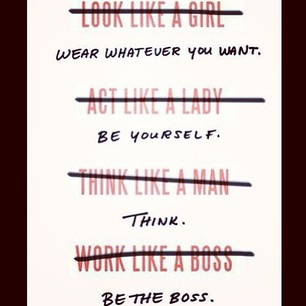 LOOK LIKE A GIRL
WEAR WHATEVER YOU WANT.
ACT LIKE A LADY
BE YOURSELF.
THINK LIKE A MAN
THINK.
WORK LIKE A BOSS
BE THE BOSS.